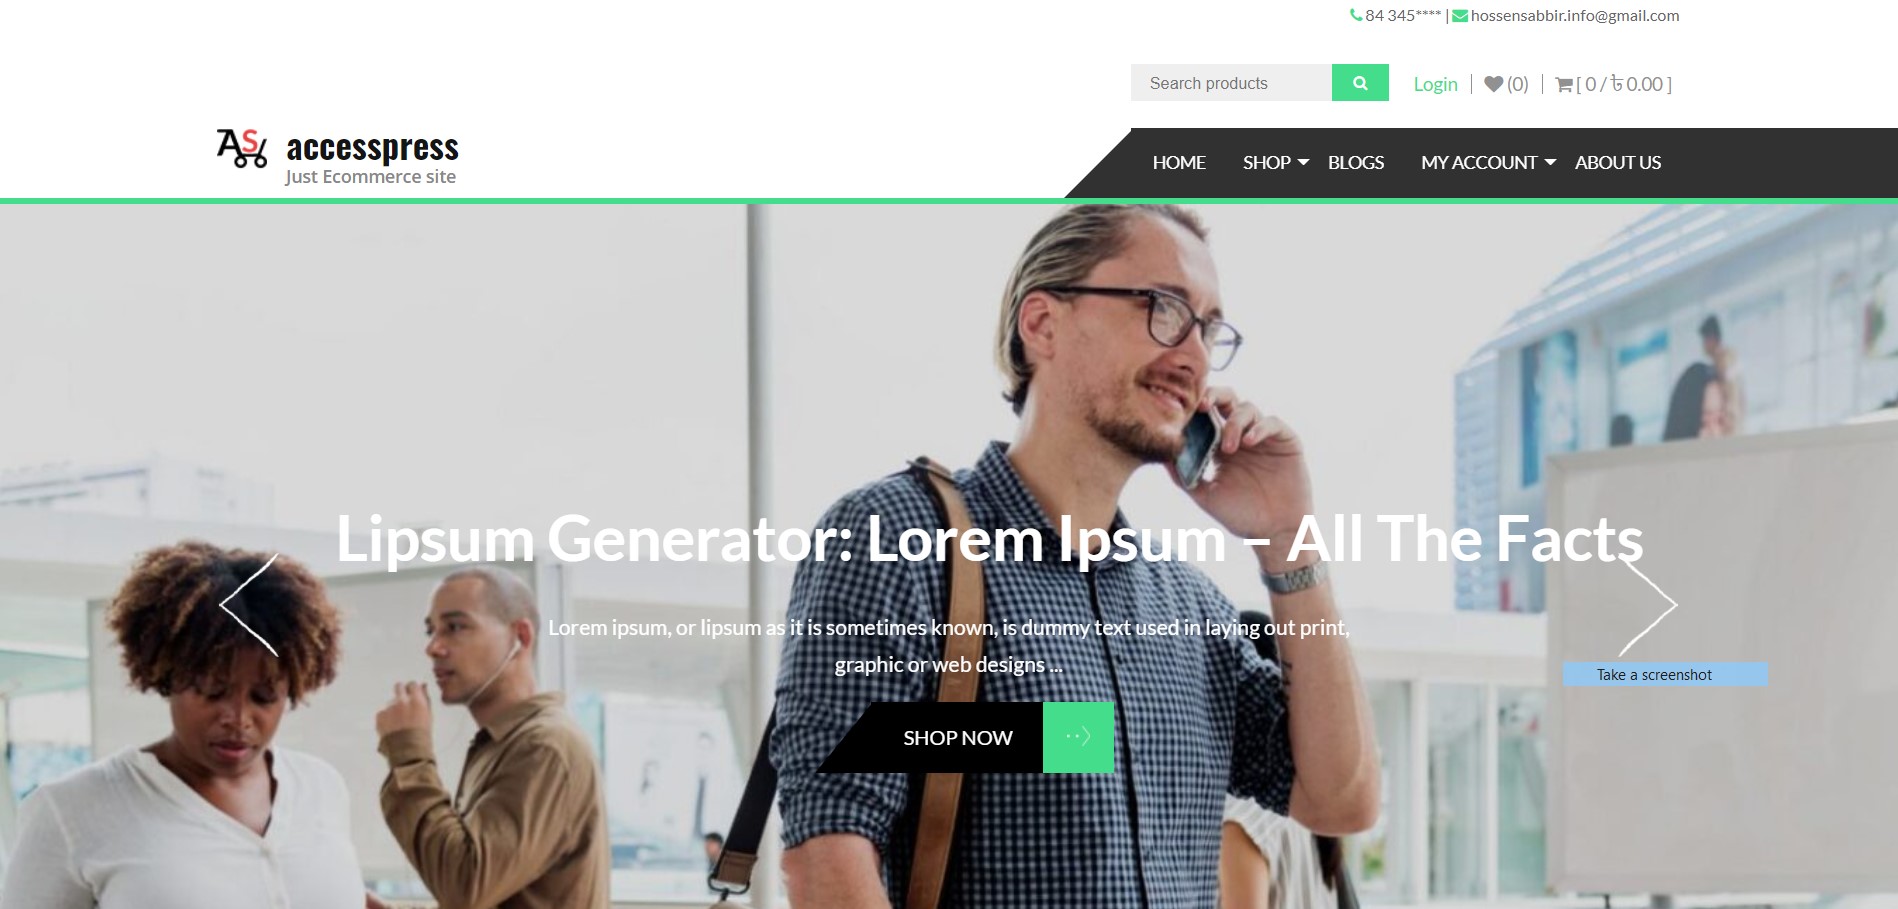 84 345**** | hossensabbir.info@gmail.com
Search products
Login | (0) | [ 0 / ৳ 0.00 ]
AS accesspress
Just Ecommerce site
HOME SHOP BLOGS MY ACCOUNT ABOUT US
Lipsum Generator: Lorem Ipsum – All The Facts
Lorem ipsum, or lipsum as it is sometimes known, is dummy text used in laying out print,
graphic or web designs ...
Take a screenshot
SHOP NOW